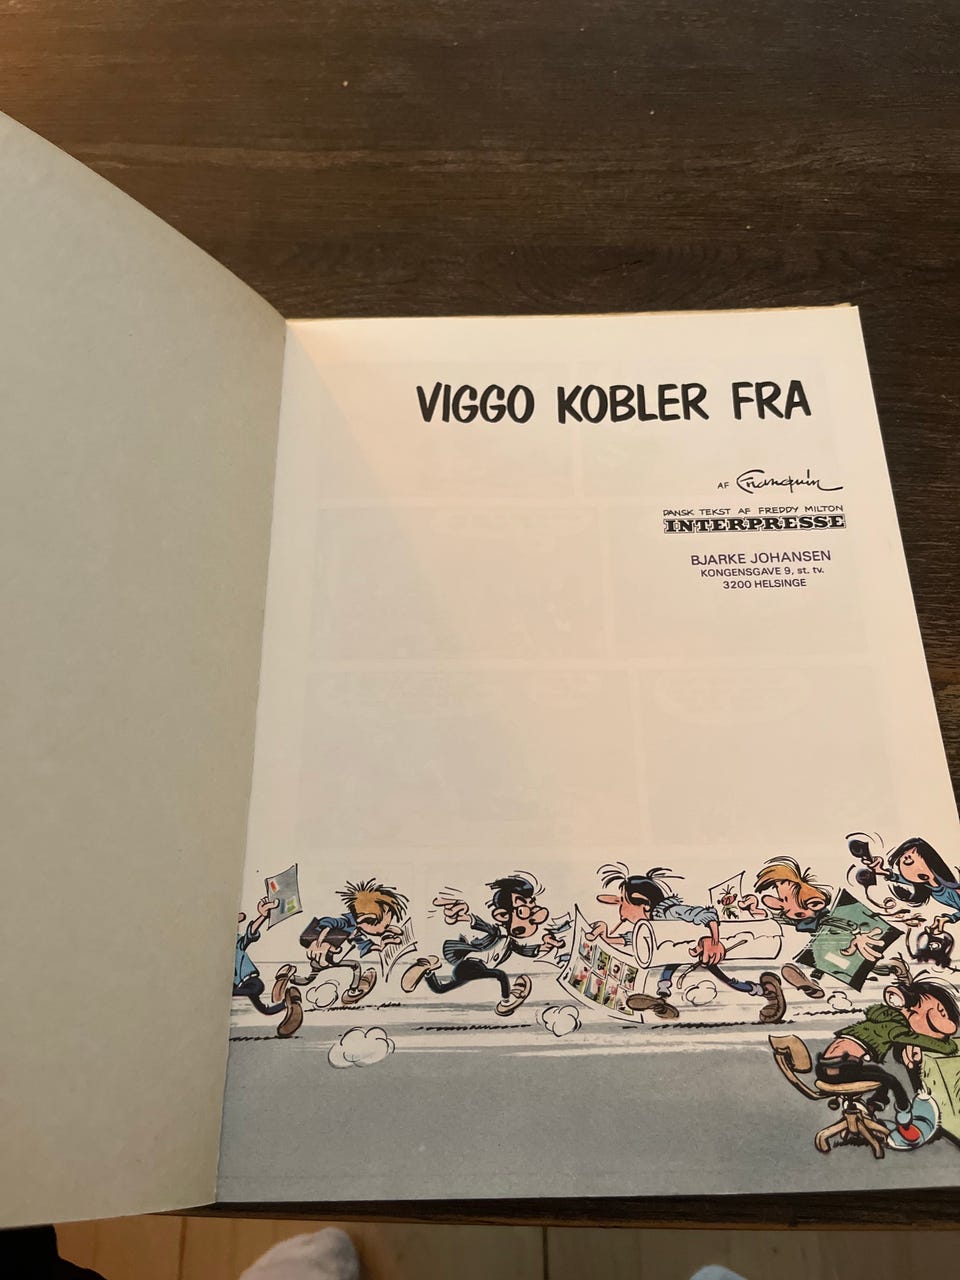 VIGGO KOBLER FRA
AF Franquin
DANSK TEKST AF FREDDY MILTON
INTERPRESSE
BJARKE JOHANSEN
KONGENSGAVE 9, st. tv.
3200 HELSINGE